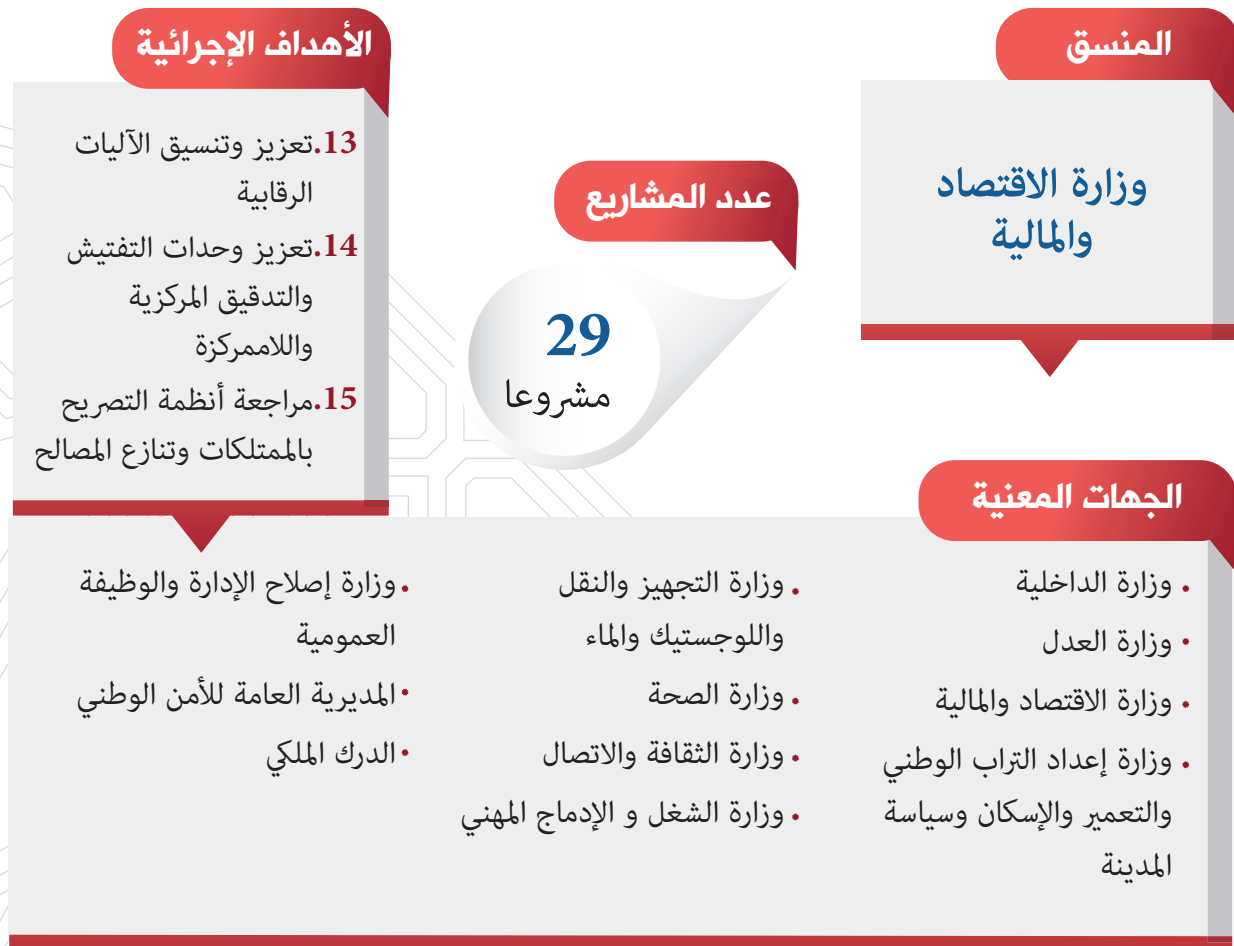 المنسق
وزارة الاقتصاد
والمالية
عدد المشاريع
29
مشروعا
الأهداف الإجرائية
13.تعزيز وتنسيق الآليات
الرقابية
14.تعزيز وحدات التفتيش
والتدقيق المركزية
واللاممركزة
15.مراجعة أنظمة التصريح
بالممتلكات وتنازع المصالح
الجهات المعنية
• وزارة الداخلية
• وزارة العدل
• وزارة الاقتصاد والمالية
• وزارة إعداد التراب الوطني
والتعمير والإسكان وسياسة
المدينة
• وزارة التجهيز والنقل
واللوجستيك والماء
• وزارة الصحة
• وزارة الثقافة والاتصال
• وزارة الشغل و الإدماج المهني
• وزارة إصلاح الإدارة والوظيفة
العمومية
• المديرية العامة للأمن الوطني
• الدرك الملكي